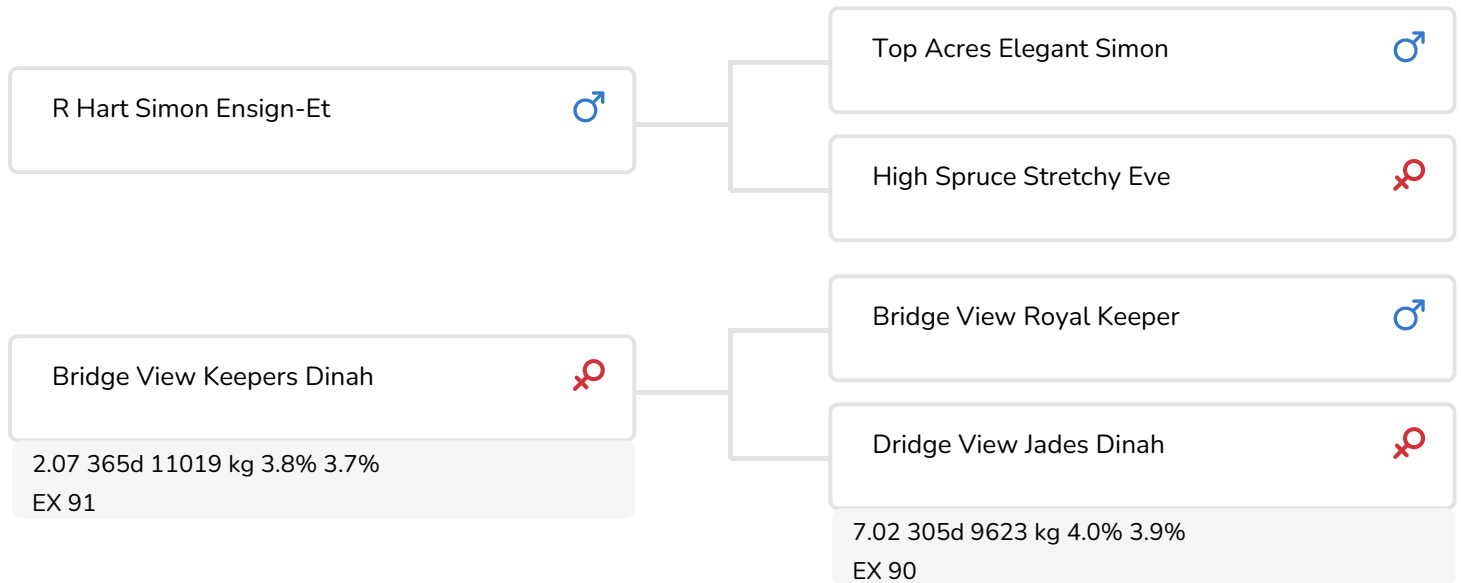 Top Acres Elegant Simon
R Hart Simon Ensign-Et
High Spruce Stretchy Eve
Bridge View Royal Keeper
Bridge View Keepers Dinah
Dridge View Jades Dinah
2.07 365d 11019 kg 3.8% 3.7%
EX 91
7.02 305d 9623 kg 4.0% 3.9%
EX 90